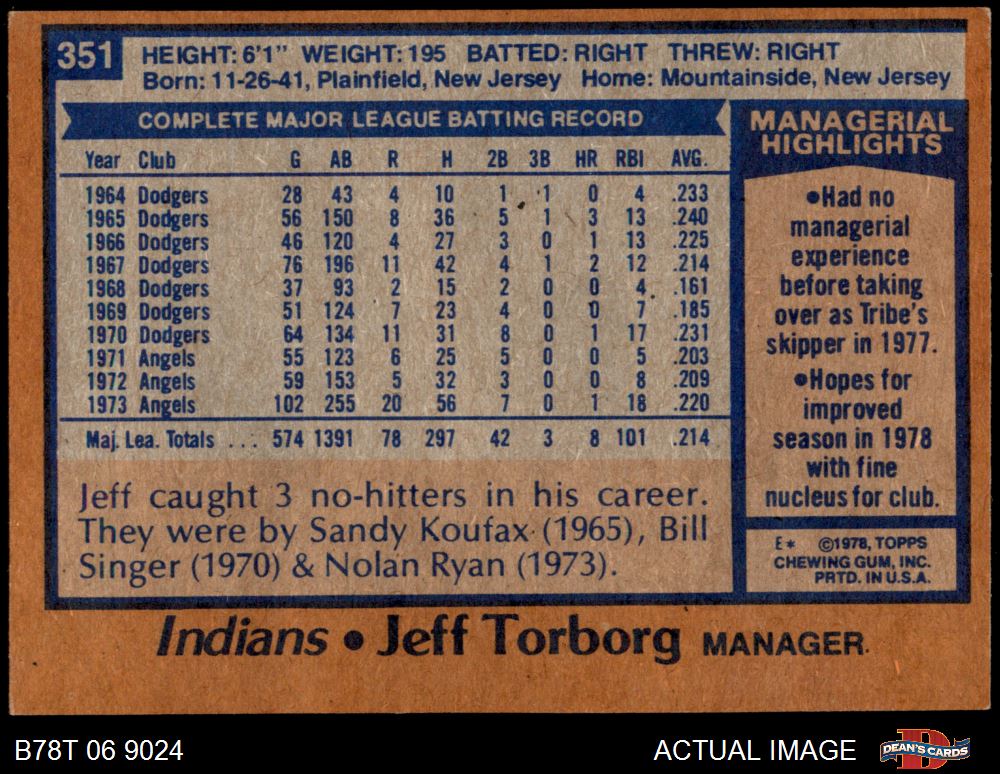 351
HEIGHT: 6'1" WEIGHT: 195 BATTED: RIGHT THREW: RIGHT
Born: 11-26-41, Plainfield, New Jersey Home: Mountainside, New Jersey
COMPLETE MAJOR LEAGUE BATTING RECORD
Year Club G AB R H 2B 3B HR RBI AVG.
1964 Dodgers 28 43 4 10 1 1 0 4 .233
1965 Dodgers 56 150 8 36 5 1 3 13 .240
1966 Dodgers 46 120 4 27 3 0 1 13 .225
1967 Dodgers 76 196 11 42 4 1 2 12 .214
1968 Dodgers 37 93 2 15 2 0 0 4 .161
1969 Dodgers 51 124 7 23 4 0 0 7 .185
1970 Dodgers 64 134 11 31 8 0 1 17 .231
1971 Angels 55 123 6 25 5 0 0 5 .203
1972 Angels 59 153 5 32 3 0 0 8 .209
1973 Angels 102 255 20 56 7 0 1 18 .220
Maj. Lea. Totals ... 574 1391 78 297 42 3 8 101 .214
Jeff caught 3 no-hitters in his career.
They were by Sandy Koufax (1965), Bill
Singer (1970) & Nolan Ryan (1973).
MANAGERIAL
HIGHLIGHTS
•Had no
managerial
experience
before taking
over as Tribe's
skipper in 1977.
•Hopes for
improved
season in 1978
with fine
nucleus for club.
E* ©1978, TOPPS
CHEWING GUM, INC.
PRTD. IN U.S.A.
Indians • Jeff Torborg MANAGER
B78T 06 9024
ACTUAL IMAGE
DEAN'S CARDS